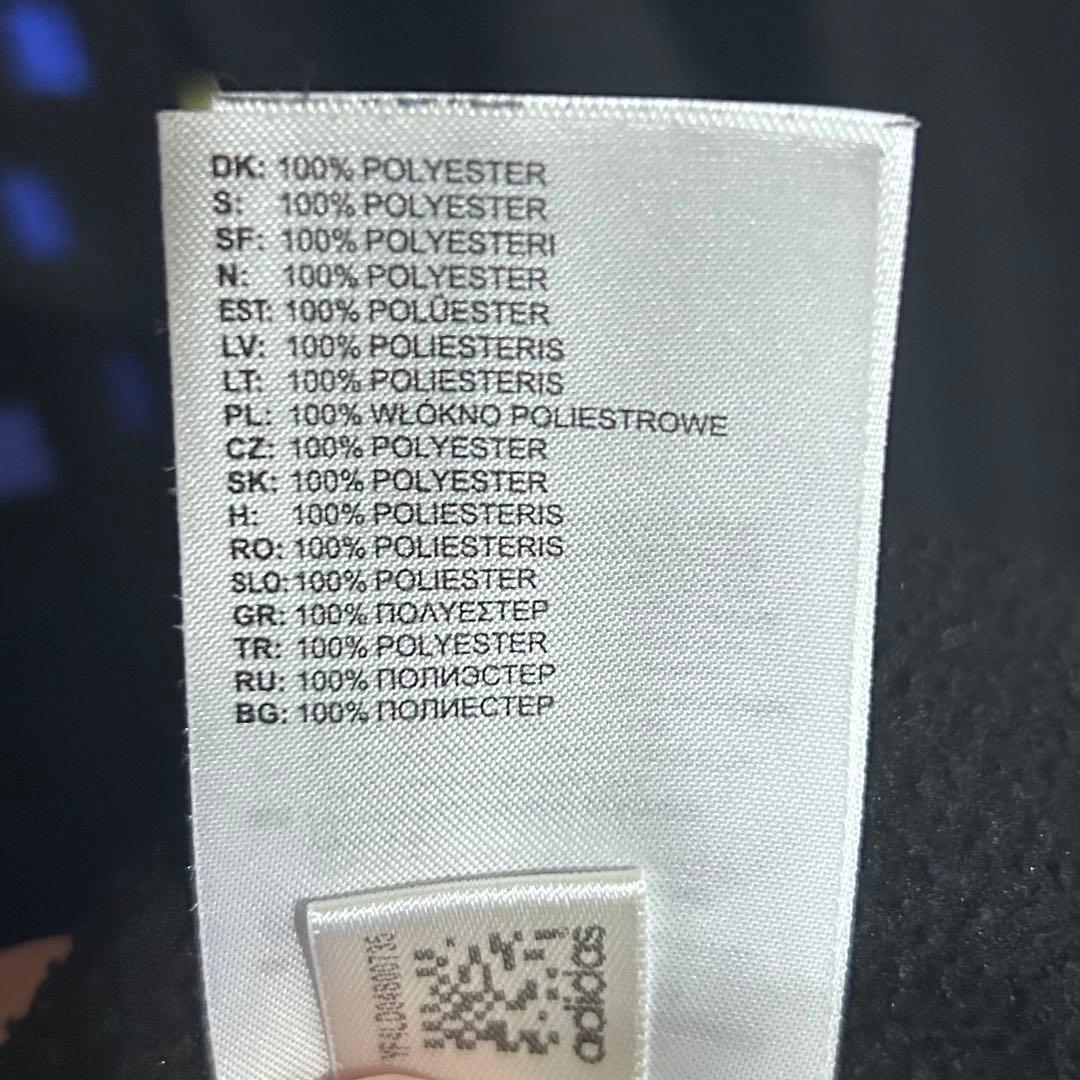 DK: 100% POLYESTER
S: 100% POLYESTER
SF: 100% POLYESTERI
N: 100% POLYESTER
EST: 100% POLÜESTER
LV: 100% POLIESTERIS
LT: 100% POLIESTERIS
PL: 100% WŁÓKNO POLIESTROWE
CZ: 100% POLYESTER
SK: 100% POLYESTER
H: 100% POLIESTERIS
RO: 100% POLIESTERIS
SLO: 100% POLIESTER
GR: 100% ΠΟΛΥΕΣΤΕΡ
TR: 100% POLYESTER
RU: 100% ПОЛИЭСТЕР
BG: 100% ПОЛИЕСТЕР
adidas